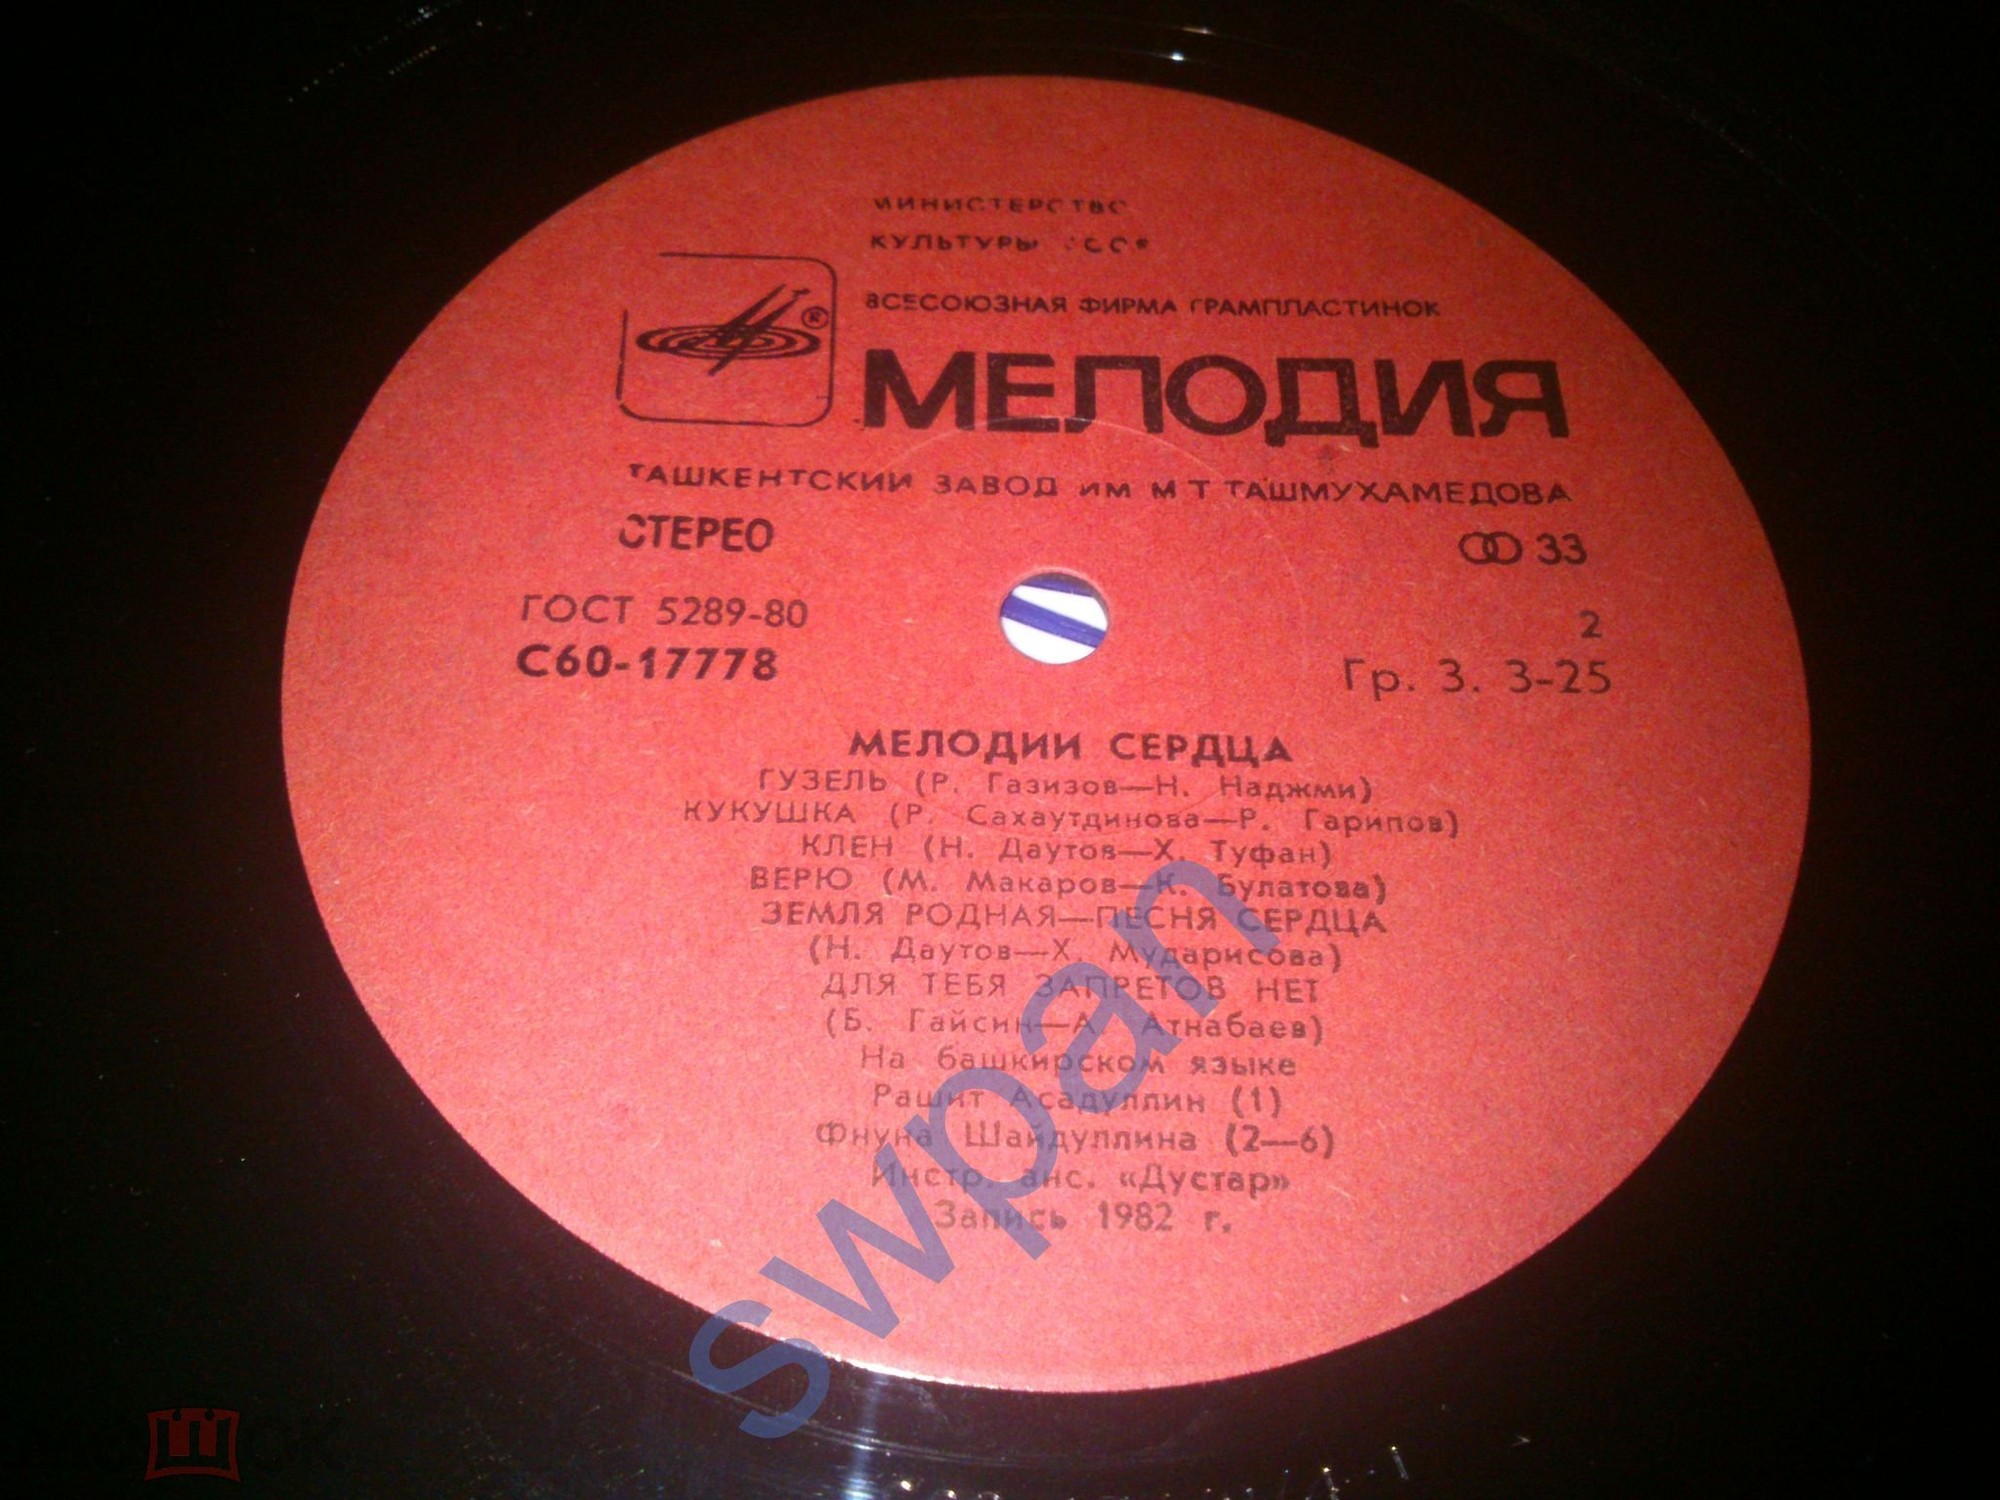 МИНИСТЕРСТВО
КУЛЬТУРЫ СССР
ВСЕСОЮЗНАЯ ФИРМА ГРАМПЛАСТИНОК
®
МЕЛОДИЯ
ТАШКЕНТСКИЙ ЗАВОД ИМ М Т ТАШМУХАМЕДОВА
СТЕРЕО
33
ГОСТ 5289-80
2
С60-17778
Гр. 3. 3-25
МЕЛОДИИ СЕРДЦА
ГУЗЕЛЬ (Р. Газизов—Н. Наджми)
КУКУШКА (Р. Сахаутдинова—Р. Гарипов)
КЛЕН (Н. Даутов—Х. Туфан)
ВЕРЮ (М. Макаров—К. Булатова)
ЗЕМЛЯ РОДНАЯ—ПЕСНЯ СЕРДЦА
(Н. Даутов—Х. Мударисова)
ДЛЯ ТЕБЯ ЗАПРЕТОВ НЕТ
(Б. Гайсин—А. Атнабаев)
На башкирском языке
Рашит Асадуллин (1)
Фнуна Шайдуллина (2—6)
Инстр. анс. «Дустар»
Запись 1982 г.
swpan